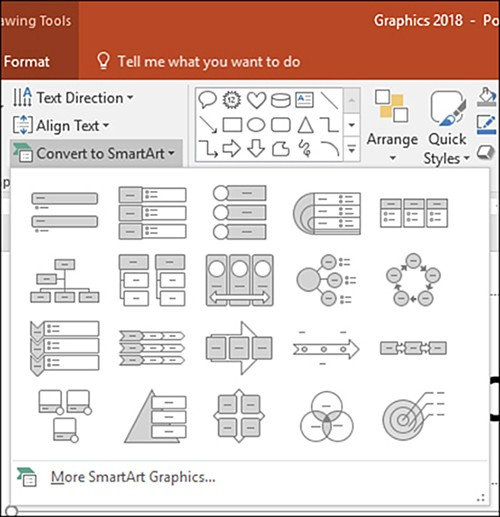 awing Tools
Graphics 2018 - Po
Format
Tell me what you want to do
Text Direction
Align Text
Convert to SmartArt
Arrange
Quick
Styles
p
More SmartArt Graphics...